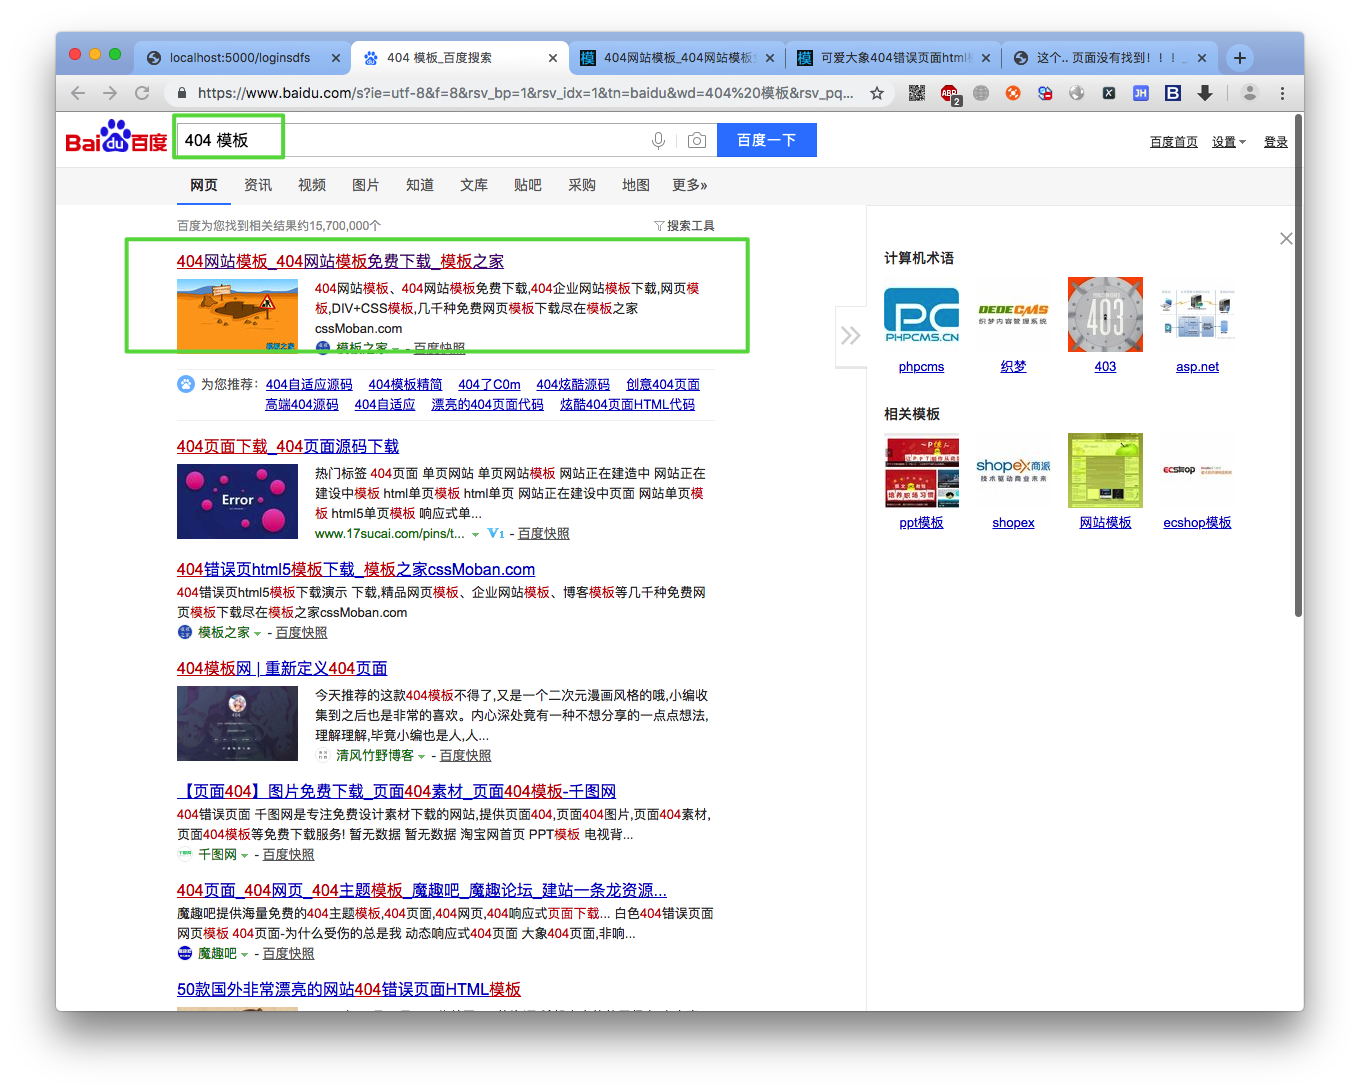 localhost:5000/loginsdfs
404 模板_百度搜索
404网站模板_404网站模板
可爱大象404错误页面html
这个.. 页面没有找到！！！_
https://www.baidu.com/s?ie=utf-8&f=8&rsv_bp=1&rsv_idx=1&tn=baidu&wd=404%20模板&rsv_pq...
ABP
2
JH
B
Bai du 百度
404 模板
百度一下
百度首页
设置
登录
网页
资讯
视频
图片
知道
文库
贴吧
采购
地图
更多»
百度为您找到相关结果约15,700,000个
搜索工具
404网站模板_404网站模板免费下载_模板之家
404网站模板、404网站模板免费下载,404企业网站模板下载,网页模
板,DIV+CSS模板,几千种免费网页模板下载尽在模板之家
cssMoban.com
模板之家 - 百度快照
为您推荐： 404自适应源码 404模板精简 404了C0m 404炫酷源码 创意404页面
高端404源码 404自适应 漂亮的404页面代码 炫酷404页面HTML代码
404页面下载_404页面源码下载
Error
热门标签 404页面 单页网站 单页网站模板 网站正在建造中 网站正在
建设中模板 html单页模板 html单页 网站正在建设中页面 网站单页模
板 html5单页模板 响应式单...
www.17sucai.com/pins/t... V1 - 百度快照
404错误页html5模板下载_模板之家cssMoban.com
404错误页html5模板下载演示 下载,精品网页模板、企业网站模板、博客模板等几千种免费网
页模板下载尽在模板之家cssMoban.com
模板之家 - 百度快照
404模板网 | 重新定义404页面
今天推荐的这款404模板不得了,又是一个二次元漫画风格的哦,小编收
集到之后也是非常的喜欢。内心深处竟有一种不想分享的一点点想法,
理解理解,毕竟小编也是人,人...
清风竹野博客 - 百度快照
【页面404】图片免费下载_页面404素材_页面404模板-千图网
404错误页面 千图网是专注免费设计素材下载的网站,提供页面404,页面404图片,页面404素材,
页面404模板等免费下载服务! 暂无数据 暂无数据 淘宝网首页 PPT模板 电视背...
千图网 - 百度快照
404页面_404网页_404主题模板_魔趣吧_魔趣论坛_建站一条龙资源...
魔趣吧提供海量免费的404主题模板,404页面,404网页,404响应式页面下载... 白色404错误页面
网页模板 404页面-为什么受伤的总是我 动态响应式404页面 大象404页面,非响...
魔趣吧 - 百度快照
50款国外非常漂亮的网站404错误页面HTML模板
计算机术语
PC
PHPCMS.CN
DEDECMS
织梦内容管理系统
403
phpcms
织梦
403
asp.net
相关模板
培养职场习惯
shopex商派
技术驱动商业未来
ppt模板
shopex
网站模板
ecshop模板